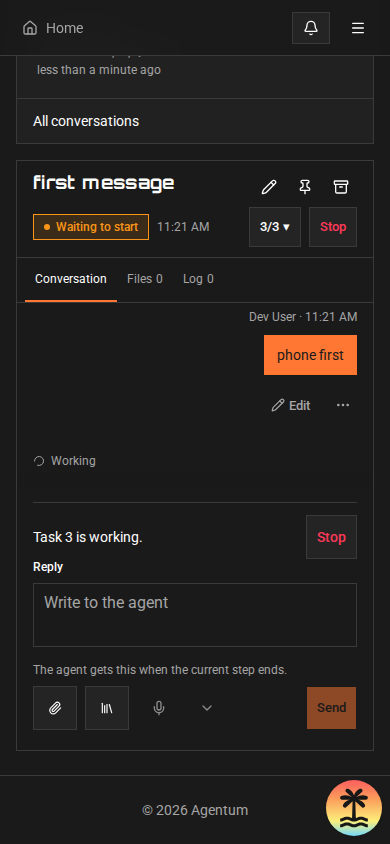 Home
less than a minute ago
All conversations
first message
Waiting to start
11:21 AM
3/3 ▾
Stop
Conversation
Files 0
Log 0
Dev User · 11:21 AM
phone first
Edit
Working
Task 3 is working.
Stop
Reply
Write to the agent
The agent gets this when the current step ends.
Send
© 2026 Agentum